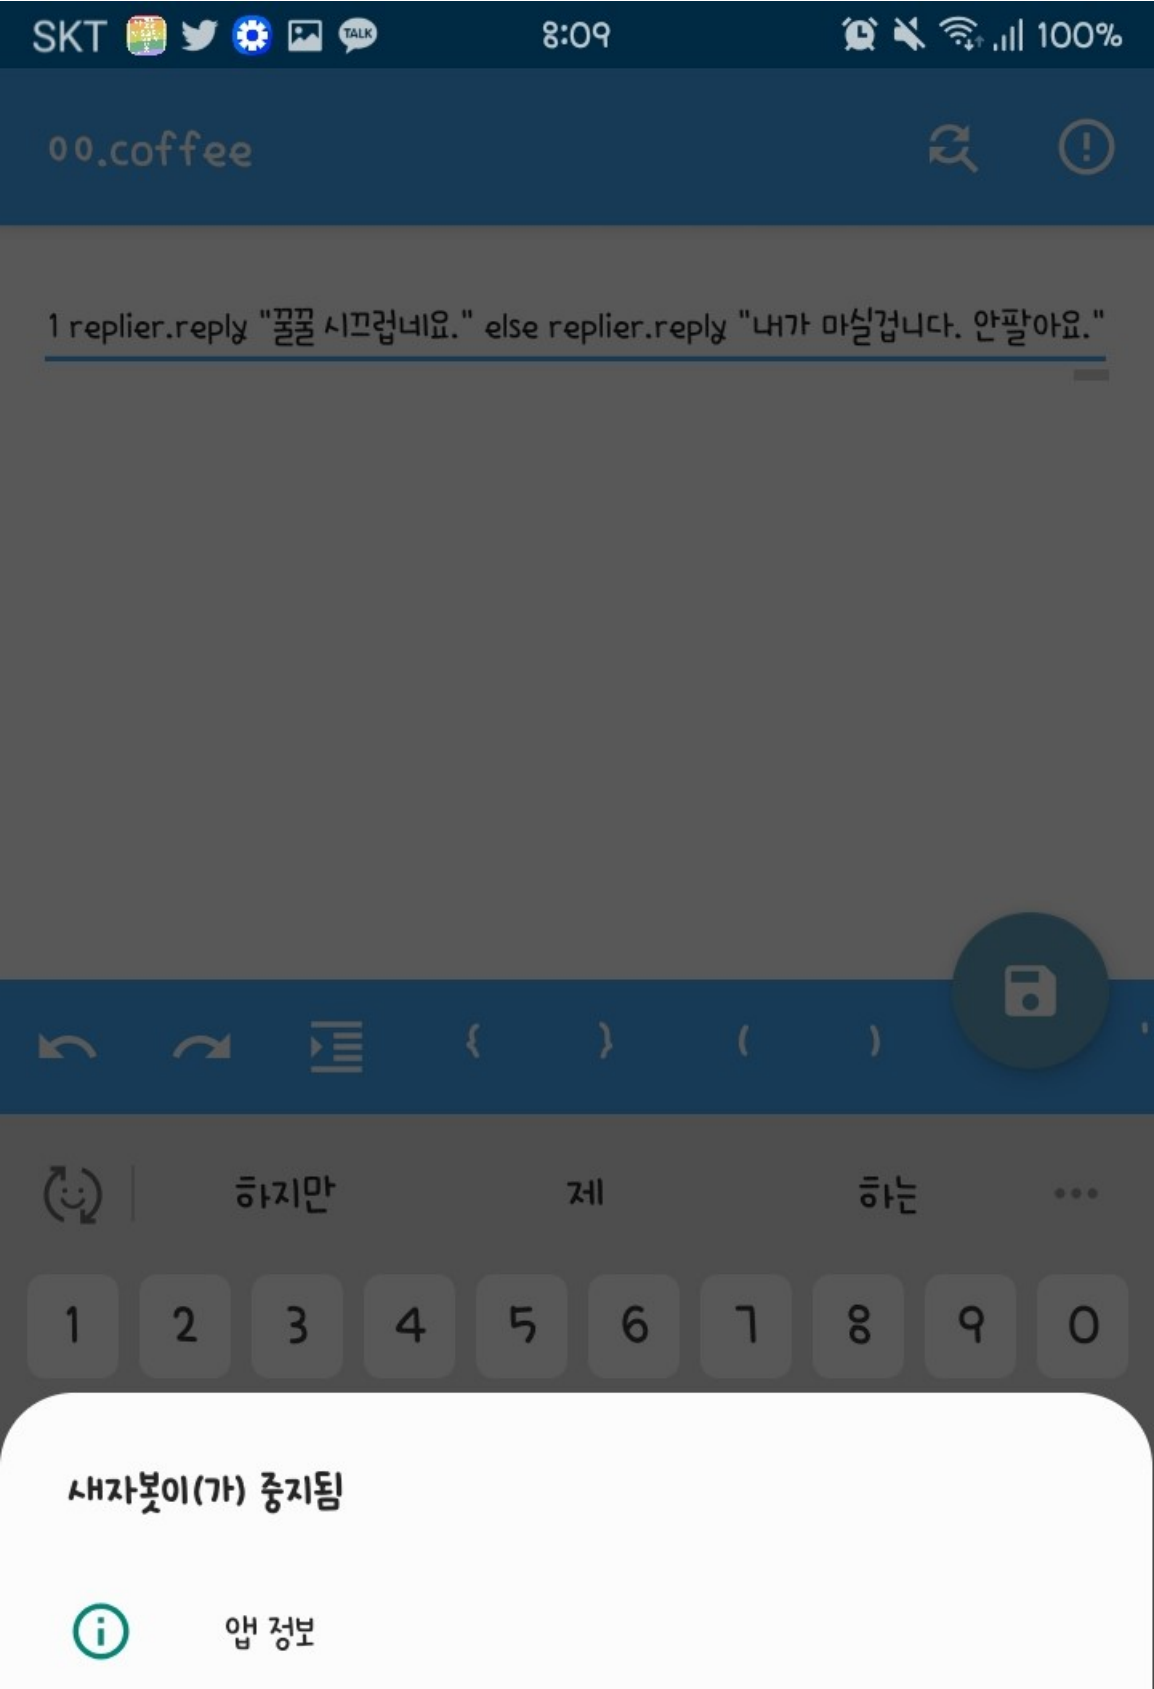 SKT TALK 8:09 100%
00.coffee
1 replier.reply "꿀꿀 시끄럽네요." else replier.reply "내가 마실겁니다. 안팔아요."
{ } ( ) '
하지만 제 하는 ...
1 2 3 4 5 6 7 8 9 0
새자봇이(가) 중지됨
앱 정보